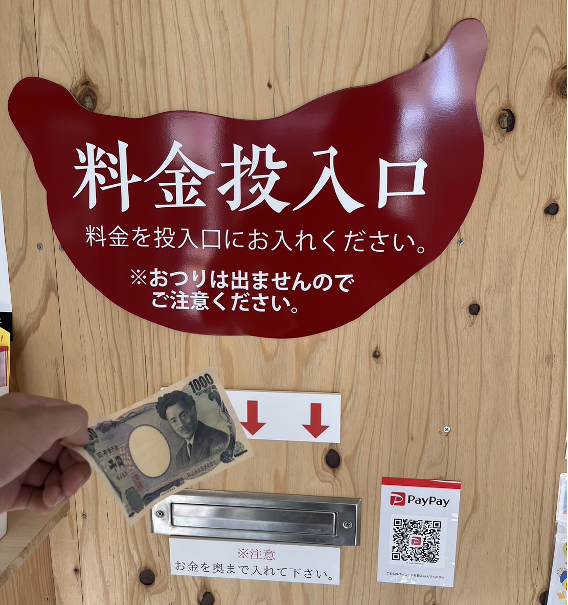 料金投入口
料金を投入口にお入れください。
※おつりは出ませんので
ご注意ください。
1000
PayPay
※注意
お金を奥まで入れて下さい。